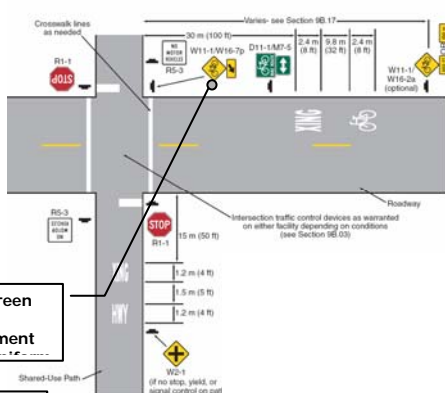 Crosswalk lines
as needed
Varies- see Section 9B.17
30 m (100 ft)
2.4 m
(8 ft)
9.8 m
(32 ft)
2.4 m
(8 ft)
R1-1
STOP
NO
MOTOR
VEHICLES
R5-3
W11-1/W16-7p
D11-1/M7-5
W11-1/
W16-2a
(optional)
XING
Roadway
R5-3
NO
MOTOR
VEHICLES
STOP
R1-1
15 m (50 ft)
Intersection traffic control devices as warranted
on either facility depending on conditions
(see Section 9B.03)
1.2 m (4 ft)
XING
1.5 m (5 ft)
HWY
1.2 m (4 ft)
reen
ment
Shared-Use Path
W2-1
(if no stop, yield, or
signal control on path